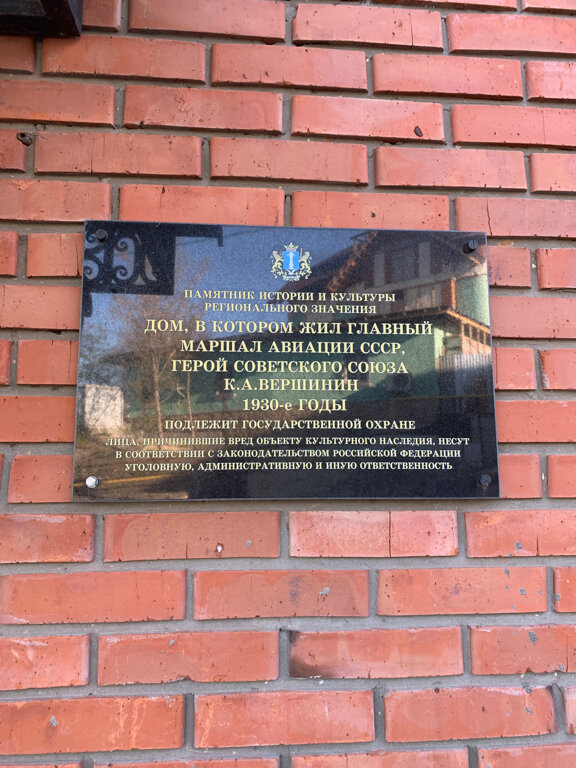 ПАМЯТНИК ИСТОРИИ И КУЛЬТУРЫ
РЕГИОНАЛЬНОГО ЗНАЧЕНИЯ
ДОМ, В КОТОРОМ ЖИЛ ГЛАВНЫЙ
МАРШАЛ АВИАЦИИ СССР,
ГЕРОЙ СОВЕТСКОГО СОЮЗА
К.А.ВЕРШИНИН
1930-е ГОДЫ
ПОДЛЕЖИТ ГОСУДАРСТВЕННОЙ ОХРАНЕ
ЛИЦА, ПРИЧИНИВШИЕ ВРЕД ОБЪЕКТУ КУЛЬТУРНОГО НАСЛЕДИЯ, НЕСУТ
В СООТВЕТСТВИИ С ЗАКОНОДАТЕЛЬСТВОМ РОССИЙСКОЙ ФЕДЕРАЦИИ
УГОЛОВНУЮ, АДМИНИСТРАТИВНУЮ И ИНУЮ ОТВЕТСТВЕННОСТЬ